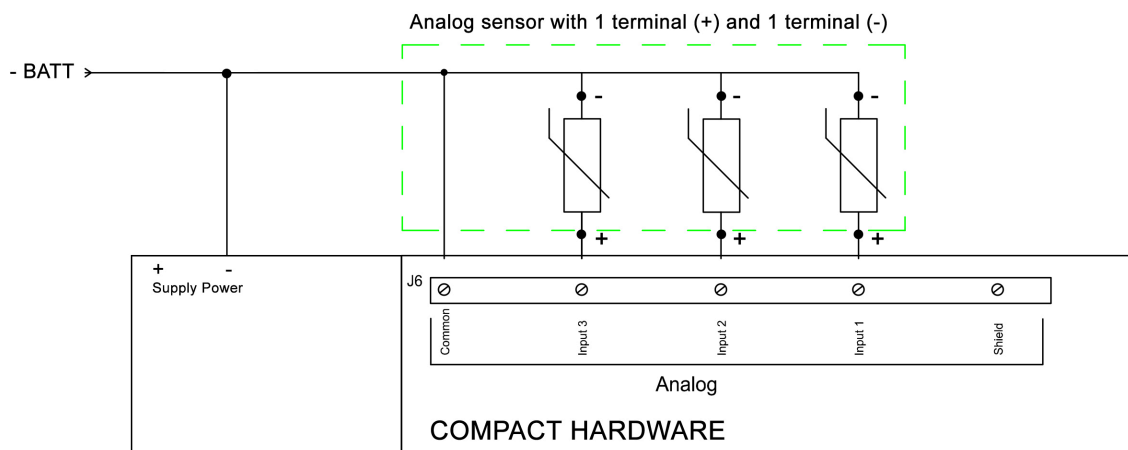 Analog sensor with 1 terminal (+) and 1 terminal (-)
- BATT
- - -
+ + +
+ -
Supply Power
J6
Common
Input 3
Input 2
Input 1
Shield
Analog
COMPACT HARDWARE